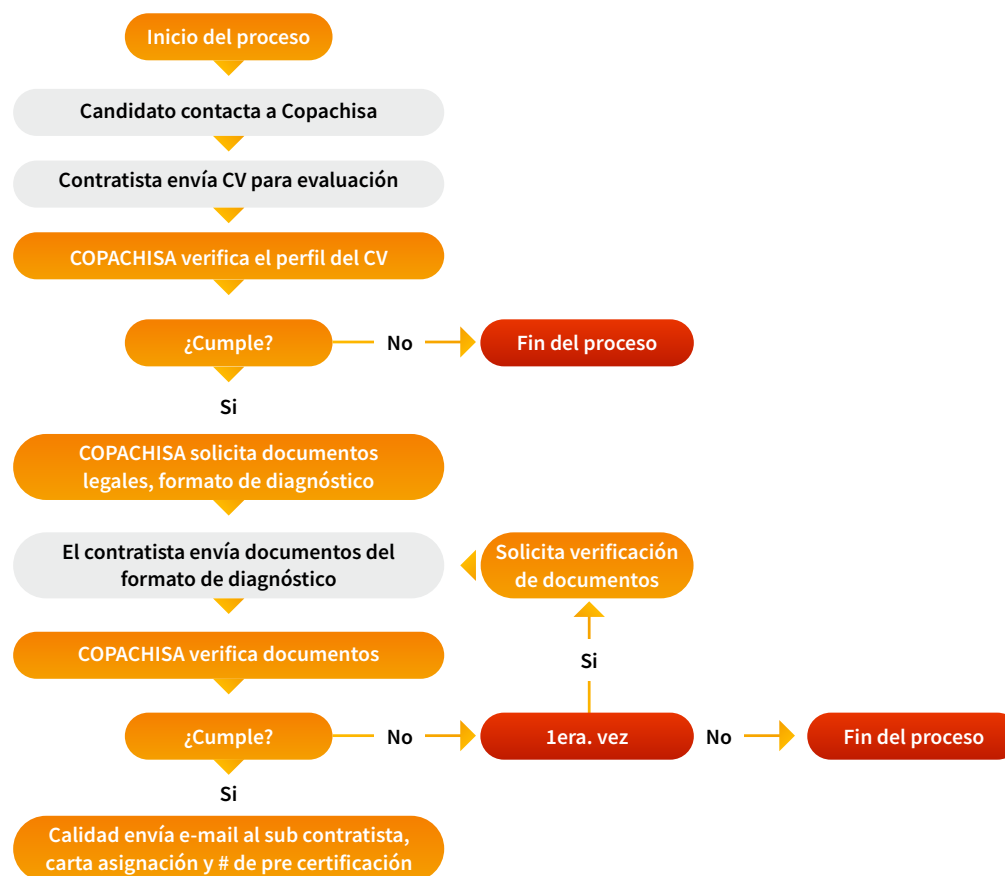 Inicio del proceso
Candidato contacta a Copachisa
Contratista envía CV para evaluación
COPACHISA verifica el perfil del CV
¿Cumple?
No
Fin del proceso
Si
COPACHISA solicita documentos
legales, formato de diagnóstico
El contratista envía documentos del
formato de diagnóstico
Solicita verificación
de documentos
COPACHISA verifica documentos
Si
¿Cumple?
No
1era. vez
No
Fin del proceso
Si
Calidad envía e-mail al sub contratista,
carta asignación y # de pre certificación